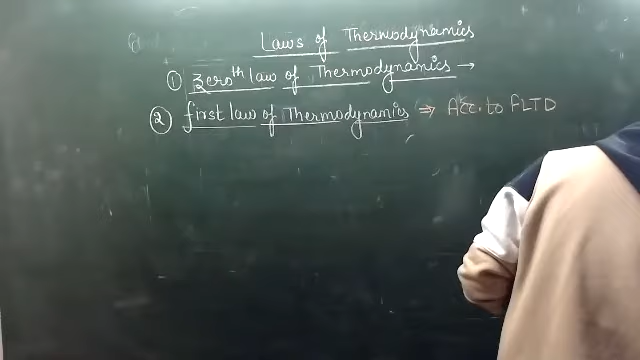 Laws of Thermodynamics
① Zeroth law of Thermodynamics →
② first law of Thermodynamics ⇒ Acc. to FLTD